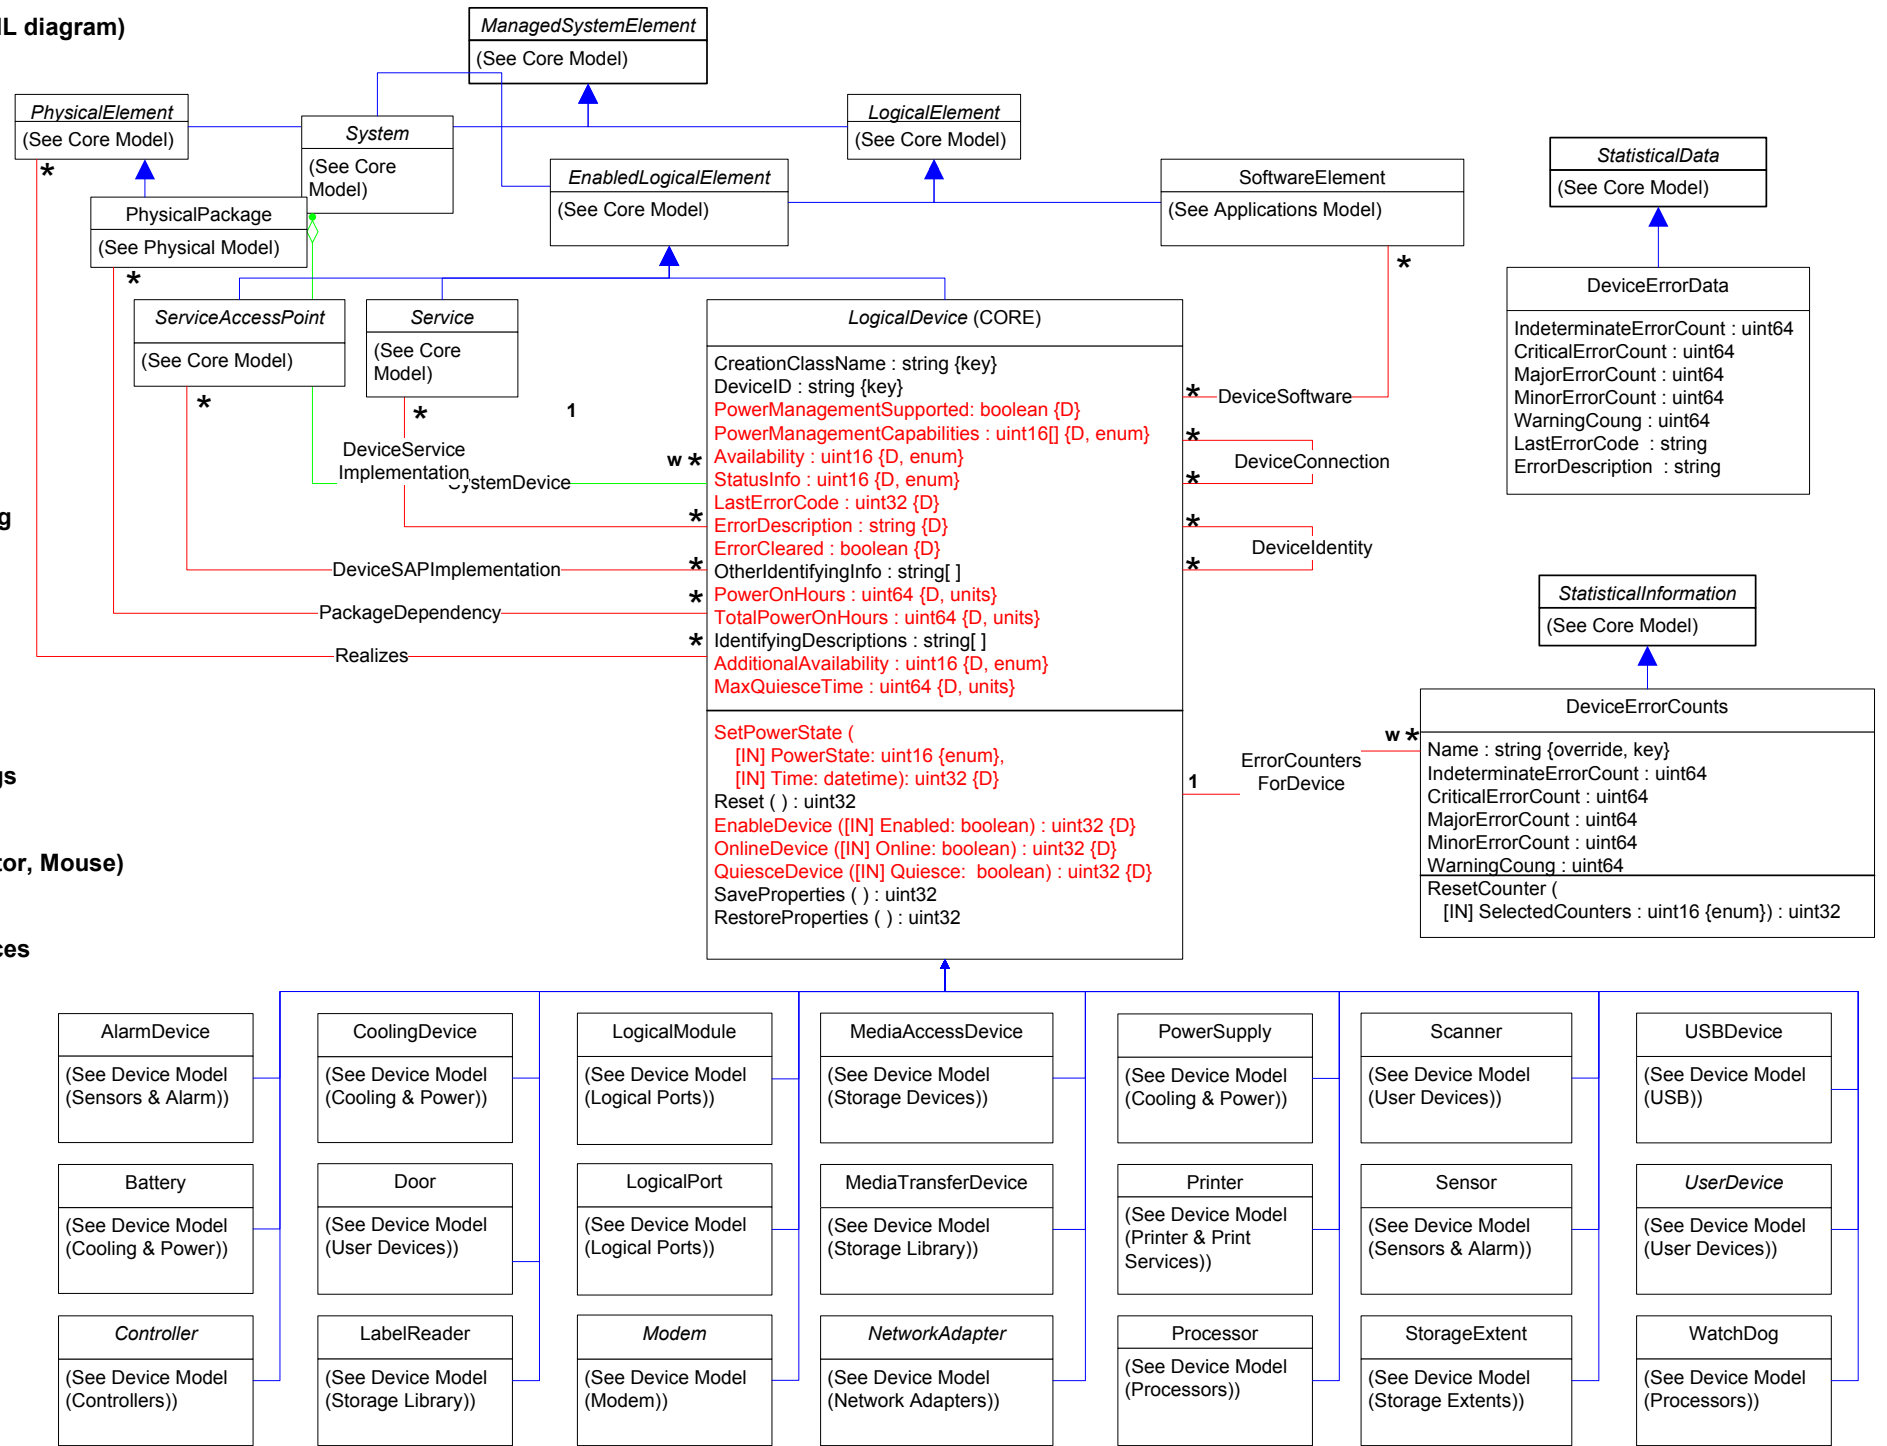 IL diagram)
ManagedSystemElement
(See Core Model)
PhysicalElement
(See Core Model)
System
(See Core
Model)
LogicalElement
(See Core Model)
StatisticalData
(See Core Model)
EnabledLogicalElement
(See Core Model)
SoftwareElement
(See Applications Model)
PhysicalPackage
(See Physical Model)
*
*
*
DeviceErrorData
IndeterminateErrorCount : uint64
CriticalErrorCount : uint64
MajorErrorCount : uint64
MinorErrorCount : uint64
WarningCoung : uint64
LastErrorCode : string
ErrorDescription : string
ServiceAccessPoint
(See Core Model)
*
Service
(See Core
Model)
*
1
DeviceService
Implementation
w *
SystemDevice
g
*
DeviceSAPImplementation
*
PackageDependency
*
Realizes
*
LogicalDevice (CORE)
CreationClassName : string {key}
DeviceID : string {key}
PowerManagementSupported: boolean {D}
PowerManagementCapabilities : uint16[] {D, enum}
Availability : uint16 {D, enum}
StatusInfo : uint16 {D, enum}
LastErrorCode : uint32 {D}
ErrorDescription : string {D}
ErrorCleared : boolean {D}
OtherIdentifyingInfo : string[ ]
PowerOnHours : uint64 {D, units}
TotalPowerOnHours : uint64 {D, units}
IdentifyingDescriptions : string[ ]
AdditionalAvailability : uint16 {D, enum}
MaxQuiesceTime : uint64 {D, units}
SetPowerState (
[IN] PowerState: uint16 {enum},
[IN] Time: datetime): uint32 {D}
Reset ( ) : uint32
EnableDevice ([IN] Enabled: boolean) : uint32 {D}
OnlineDevice ([IN] Online: boolean) : uint32 {D}
QuiesceDevice ([IN] Quiesce: boolean) : uint32 {D}
SaveProperties ( ) : uint32
RestoreProperties ( ) : uint32
*
DeviceSoftware
*
DeviceConnection
*
*
DeviceIdentity
*
StatisticalInformation
(See Core Model)
1
ErrorCounters
ForDevice
w *
DeviceErrorCounts
Name : string {override, key}
IndeterminateErrorCount : uint64
CriticalErrorCount : uint64
MajorErrorCount : uint64
MinorErrorCount : uint64
WarningCoung : uint64
ResetCounter (
[IN] SelectedCounters : uint16 {enum}) : uint32
gs
tor, Mouse)
ces
AlarmDevice
(See Device Model
(Sensors & Alarm))
CoolingDevice
(See Device Model
(Cooling & Power))
LogicalModule
(See Device Model
(Logical Ports))
MediaAccessDevice
(See Device Model
(Storage Devices))
PowerSupply
(See Device Model
(Cooling & Power))
Scanner
(See Device Model
(User Devices))
USBDevice
(See Device Model
(USB))
Battery
(See Device Model
(Cooling & Power))
Door
(See Device Model
(User Devices))
LogicalPort
(See Device Model
(Logical Ports))
MediaTransferDevice
(See Device Model
(Storage Library))
Printer
(See Device Model
(Printer & Print
Services))
Sensor
(See Device Model
(Sensors & Alarm))
UserDevice
(See Device Model
(User Devices))
Controller
(See Device Model
(Controllers))
LabelReader
(See Device Model
(Storage Library))
Modem
(See Device Model
(Modem))
NetworkAdapter
(See Device Model
(Network Adapters))
Processor
(See Device Model
(Processors))
StorageExtent
(See Device Model
(Storage Extents))
WatchDog
(See Device Model
(Processors))